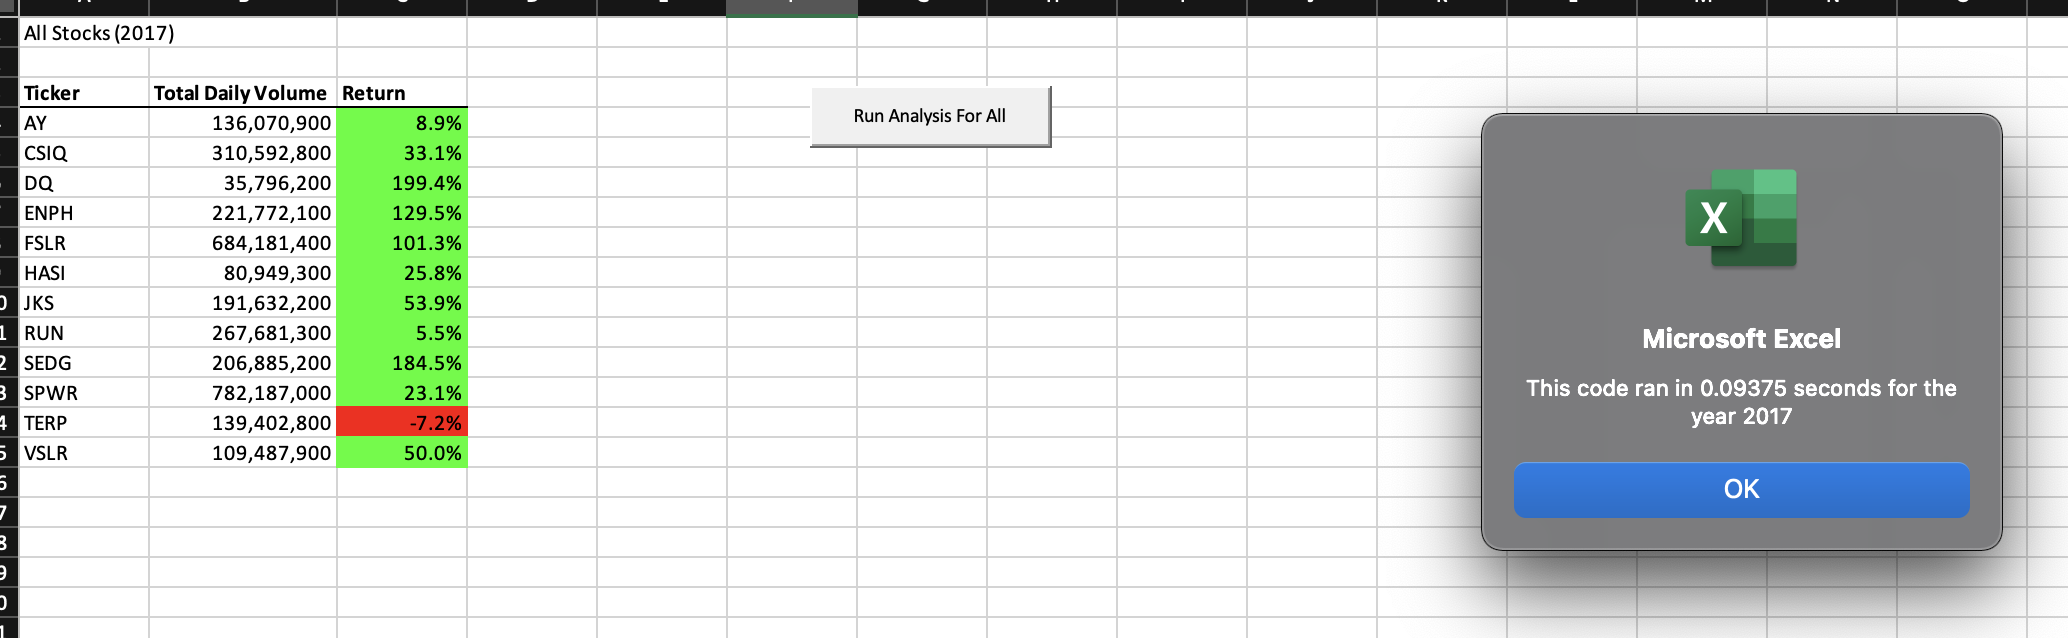 All Stocks (2017)
Ticker Total Daily Volume Return
AY 136,070,900 8.9%
CSIQ 310,592,800 33.1%
DQ 35,796,200 199.4%
ENPH 221,772,100 129.5%
FSLR 684,181,400 101.3%
HASI 80,949,300 25.8%
JKS 191,632,200 53.9%
RUN 267,681,300 5.5%
SEDG 206,885,200 184.5%
SPWR 782,187,000 23.1%
TERP 139,402,800 -7.2%
VSLR 109,487,900 50.0%
Run Analysis For All
X
Microsoft Excel
This code ran in 0.09375 seconds for the
year 2017
OK